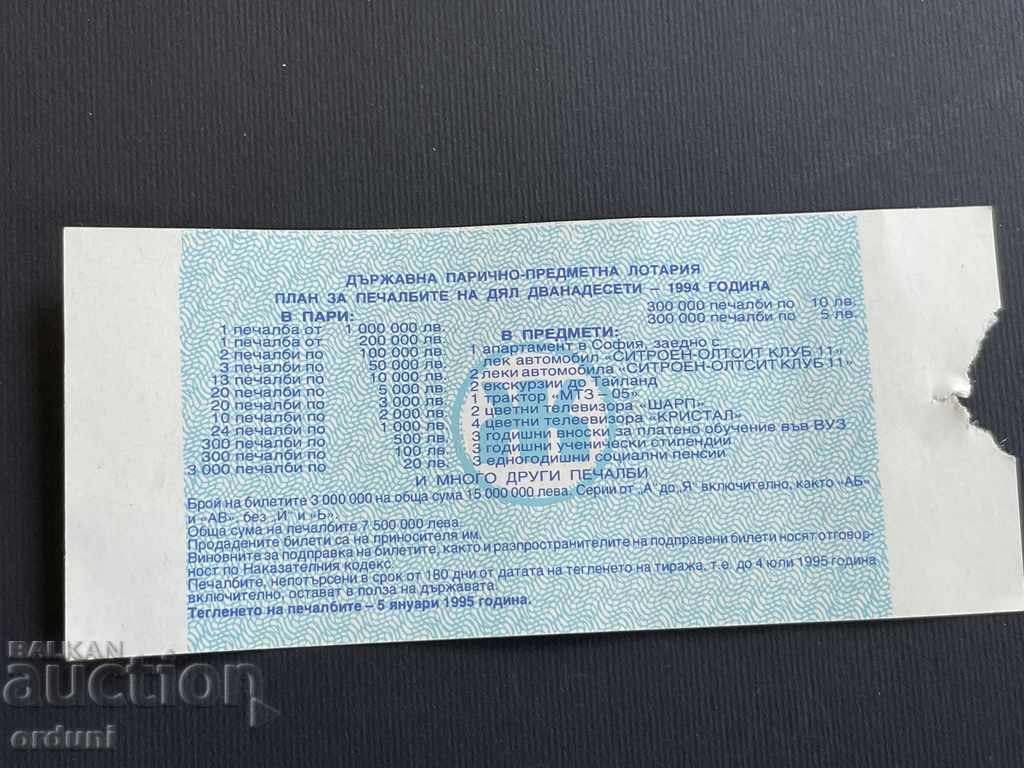 ДЪРЖАВНА ПАРИЧНО-ПРЕДМЕТНА ЛОТАРИЯ
ПЛАН ЗА ПЕЧАЛБИТЕ НА ДЯЛ ДВАНАДЕСЕТИ – 1994 ГОДИНА
В ПАРИ:
1 печалба от 1 000 000 лв.
1 печалба от 200 000 лв.
2 печалби по 100 000 лв.
3 печалби по 50 000 лв.
13 печалби по 10 000 лв.
20 печалби по 5 000 лв.
20 печалби по 3 000 лв.
10 печалби по 2 000 лв.
24 печалби по 1 000 лв.
300 печалби по 500 лв.
300 печалби по 100 лв.
3 000 печалби по 20 лв.
300 000 печалби по 10 лв.
300 000 печалби по 5 лв.
В ПРЕДМЕТИ:
1 апартамент в София, заедно с
лек автомобил «СИТРОЕН-ОЛТСИТ КЛУБ 11»
2 леки автомобила «СИТРОЕН-ОЛТСИТ КЛУБ 11»
2 екскурзии до Тайланд
1 трактор «МТЗ – 05»
2 цветни телевизора «ШАРП»
4 цветни телеевизора «КРИСТАЛ»
3 годишни вноски за платено обучение във ВУЗ
3 годишни ученически стипендии
3 едногодишни социални пенсии
И МНОГО ДРУГИ ПЕЧАЛБИ
Брой на билетите 3 000 000 на обща сума 15 000 000 лева. Серии от „А" до „Я" включително, както «АБ»
и «АВ», без „Й" и «Ь».
Обща сума на печалбите 7 500 000 лева.
Продадените билети са на приносителя им.
Виновните за подправка на билетите, както и разпространителите на подправени билети носят отговор-
ност по Наказателния кодекс.
Печалбите, непотърсени в срок от 180 дни от датата на тегленето на тиража, т.е. до 4 юли 1995 година
включително, остават в полза на държавата.
Тегленето на печалбите – 5 януари 1995 година.
BALKAN
auction
orduni